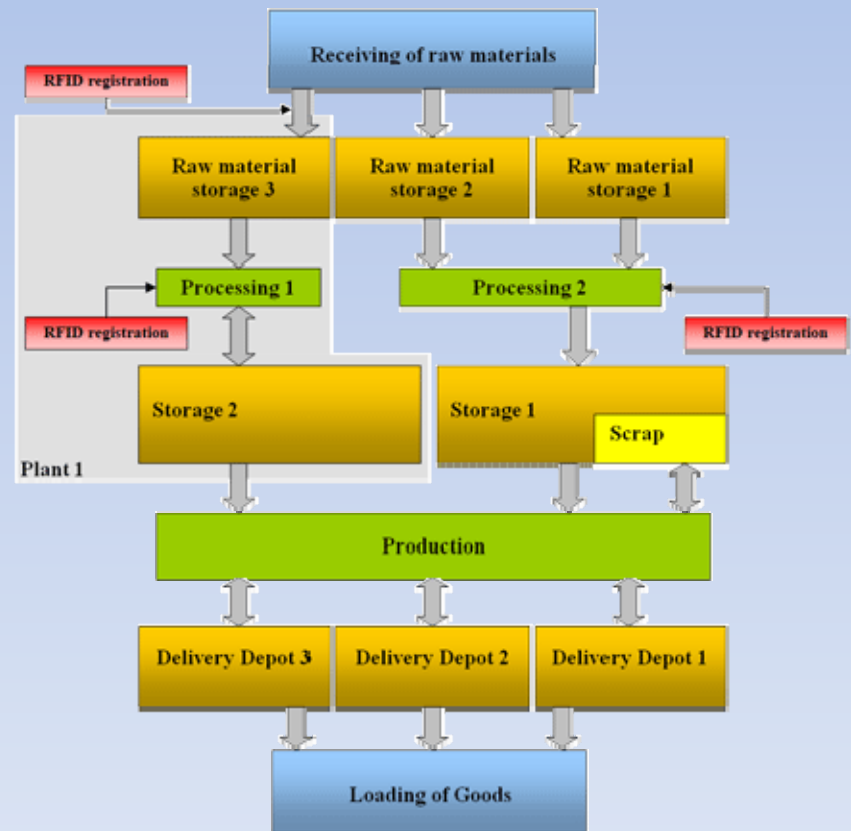 Receiving of raw materials
RFID registration
Raw material
storage 3
Raw material
storage 2
Raw material
storage 1
Processing 1
Processing 2
RFID registration
RFID registration
Storage 2
Storage 1
Scrap
Plant 1
Production
Delivery Depot 3
Delivery Depot 2
Delivery Depot 1
Loading of Goods